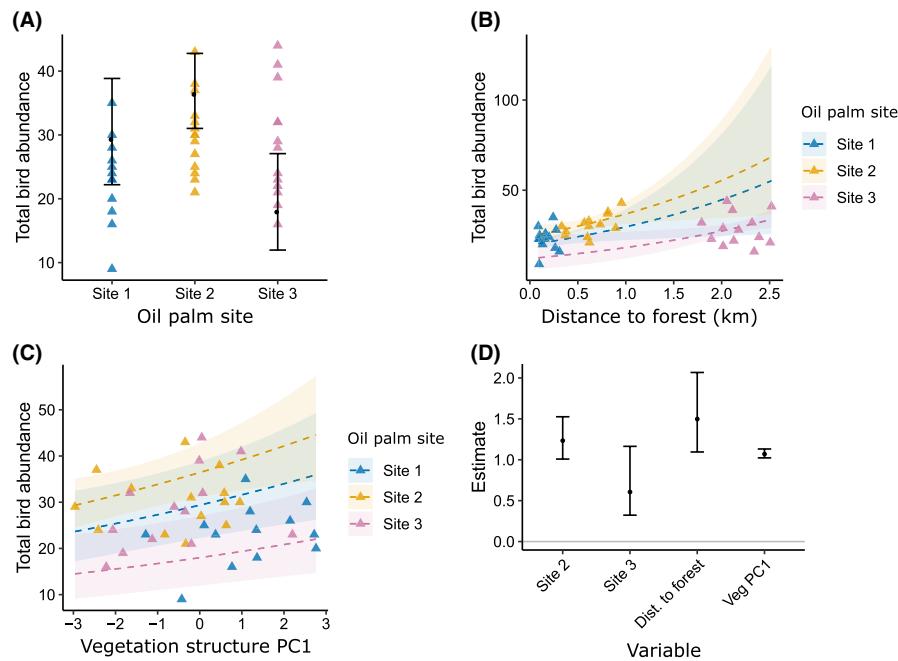 (A)
Total bird abundance
40
30
20
10
Site 1 Site 2 Site 3
Oil palm site
(B)
Total bird abundance
100
50
0.0 0.5 1.0 1.5 2.0 2.5
Distance to forest (km)
Oil palm site
Site 1
Site 2
Site 3
(C)
Total bird abundance
50
40
30
20
10
−3 −2 −1 0 1 2 3
Vegetation structure PC1
Oil palm site
Site 1
Site 2
Site 3
(D)
Estimate
2.0
1.5
1.0
0.5
0.0
Site 2 Site 3 Dist. to forest Veg PC1
Variable